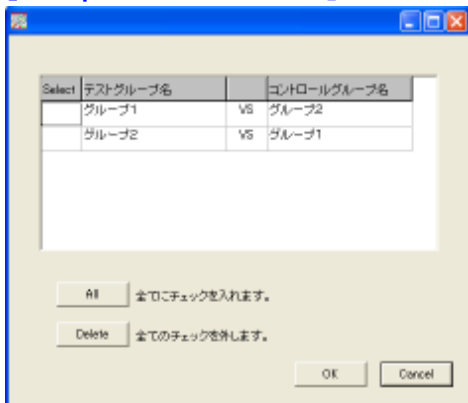 Select テストグループ名 コントロールグループ名
グループ1 VS グループ2
グループ2 VS グループ1
All 全てにチェックを入れます。
Delete 全てのチェックを外します。
OK Cancel